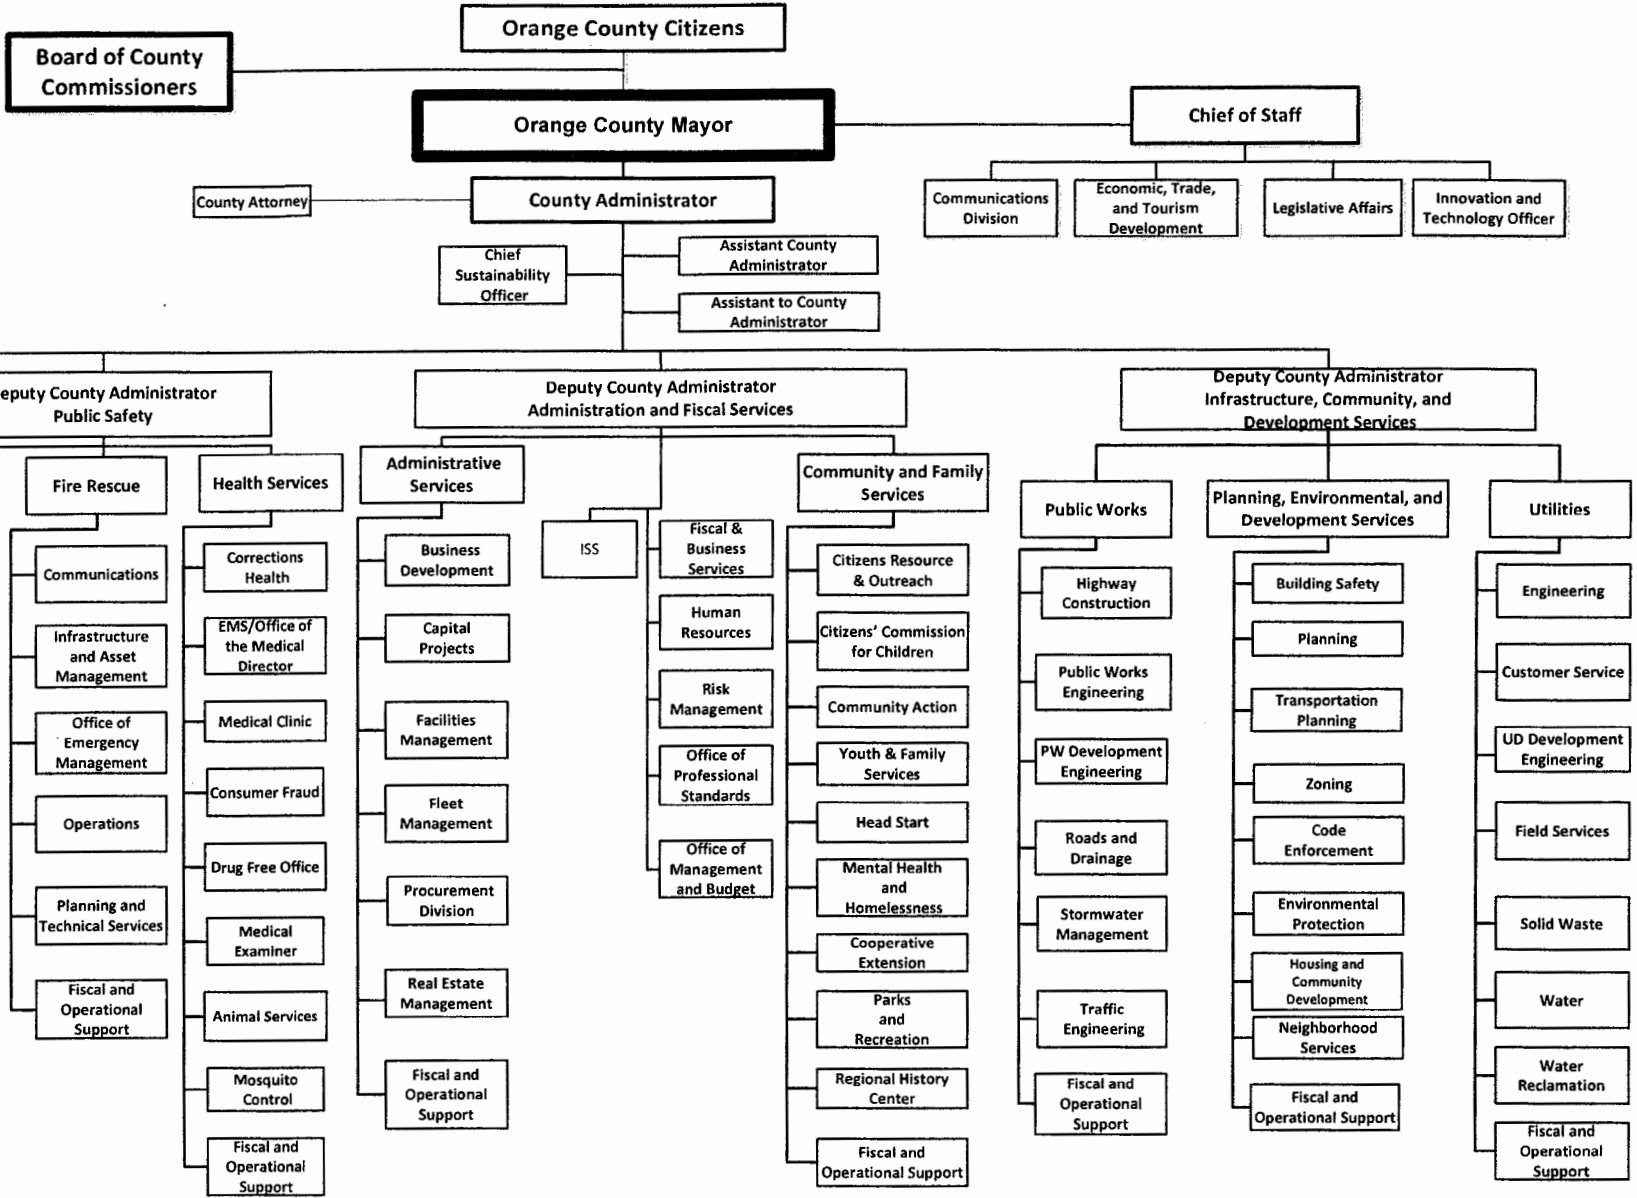 Orange County Citizens
Board of County
Commissioners
Orange County Mayor
Chief of Staff
County Attorney
County Administrator
Communications
Division
Economic, Trade,
and Tourism
Development
Legislative Affairs
Innovation and
Technology Officer
Chief
Sustainability
Officer
Assistant County
Administrator
Assistant to County
Administrator
eputy County Administrator
Public Safety
Deputy County Administrator
Administration and Fiscal Services
Deputy County Administrator
Infrastructure, Community, and
Development Services
Fire Rescue
Communications
Infrastructure
and Asset
Management
Office of
Emergency
Management
Operations
Planning and
Technical Services
Fiscal and
Operational
Support
Health Services
Corrections
Health
EMS/Office of
the Medical
Director
Medical Clinic
Consumer Fraud
Drug Free Office
Medical
Examiner
Animal Services
Mosquito
Control
Fiscal and
Operational
Support
Administrative
Services
Business
Development
Capital
Projects
Facilities
Management
Fleet
Management
Procurement
Division
Real Estate
Management
Fiscal and
Operational
Support
ISS
Fiscal &
Business
Services
Human
Resources
Risk
Management
Office of
Professional
Standards
Office of
Management
and Budget
Community and Family
Services
Citizens Resource
& Outreach
Citizens' Commission
for Children
Community Action
Youth & Family
Services
Head Start
Mental Health
and
Homelessness
Cooperative
Extension
Parks
and
Recreation
Regional History
Center
Fiscal and
Operational Support
Public Works
Highway
Construction
Public Works
Engineering
PW Development
Engineering
Roads and
Drainage
Stormwater
Management
Traffic
Engineering
Fiscal and
Operational
Support
Planning, Environmental, and
Development Services
Building Safety
Planning
Transportation
Planning
Zoning
Code
Enforcement
Environmental
Protection
Housing and
Community
Development
Neighborhood
Services
Fiscal and
Operational Support
Utilities
Engineering
Customer Service
UD Development
Engineering
Field Services
Solid Waste
Water
Water
Reclamation
Fiscal and
Operational
Support